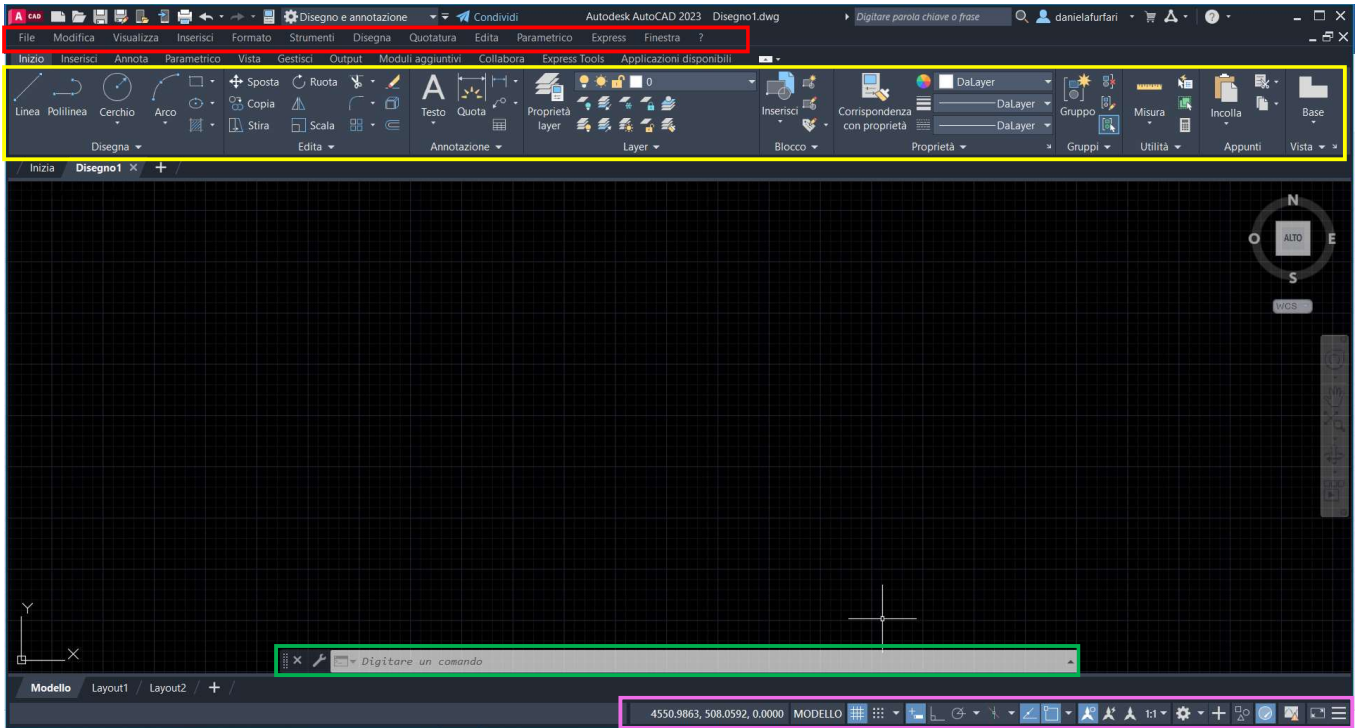 A CAD Disegno e annotazione Condividi Autodesk AutoCAD 2023 Disegno1.dwg Digitare parola chiave o frase danielafurfari
File Modifica Visualizza Inserisci Formato Strumenti Disegna Quotatura Edita Parametrico Express Finestra ?
Inizio Inserisci Annota Parametrico Vista Gestisci Output Moduli aggiuntivi Collabora Express Tools Applicazioni disponibili
Linea Polilinea Cerchio Arco
Sposta Ruota
Copia
Stira Scala
Testo Quota
Proprietà layer
0
Inserisci
Corrispondenza con proprietà
DaLayer
DaLayer
DaLayer
Gruppo
Misura
Incolla
Base
Disegna Edita Annotazione Layer Blocco Proprietà Gruppi Utilità Appunti Vista
Inizia Disegno1
N
O ALTO E
S
WCS
Y
X
Digitare un comando
Modello Layout1 Layout2
4550.9863, 508.0592, 0.0000 MODELLO 1:1